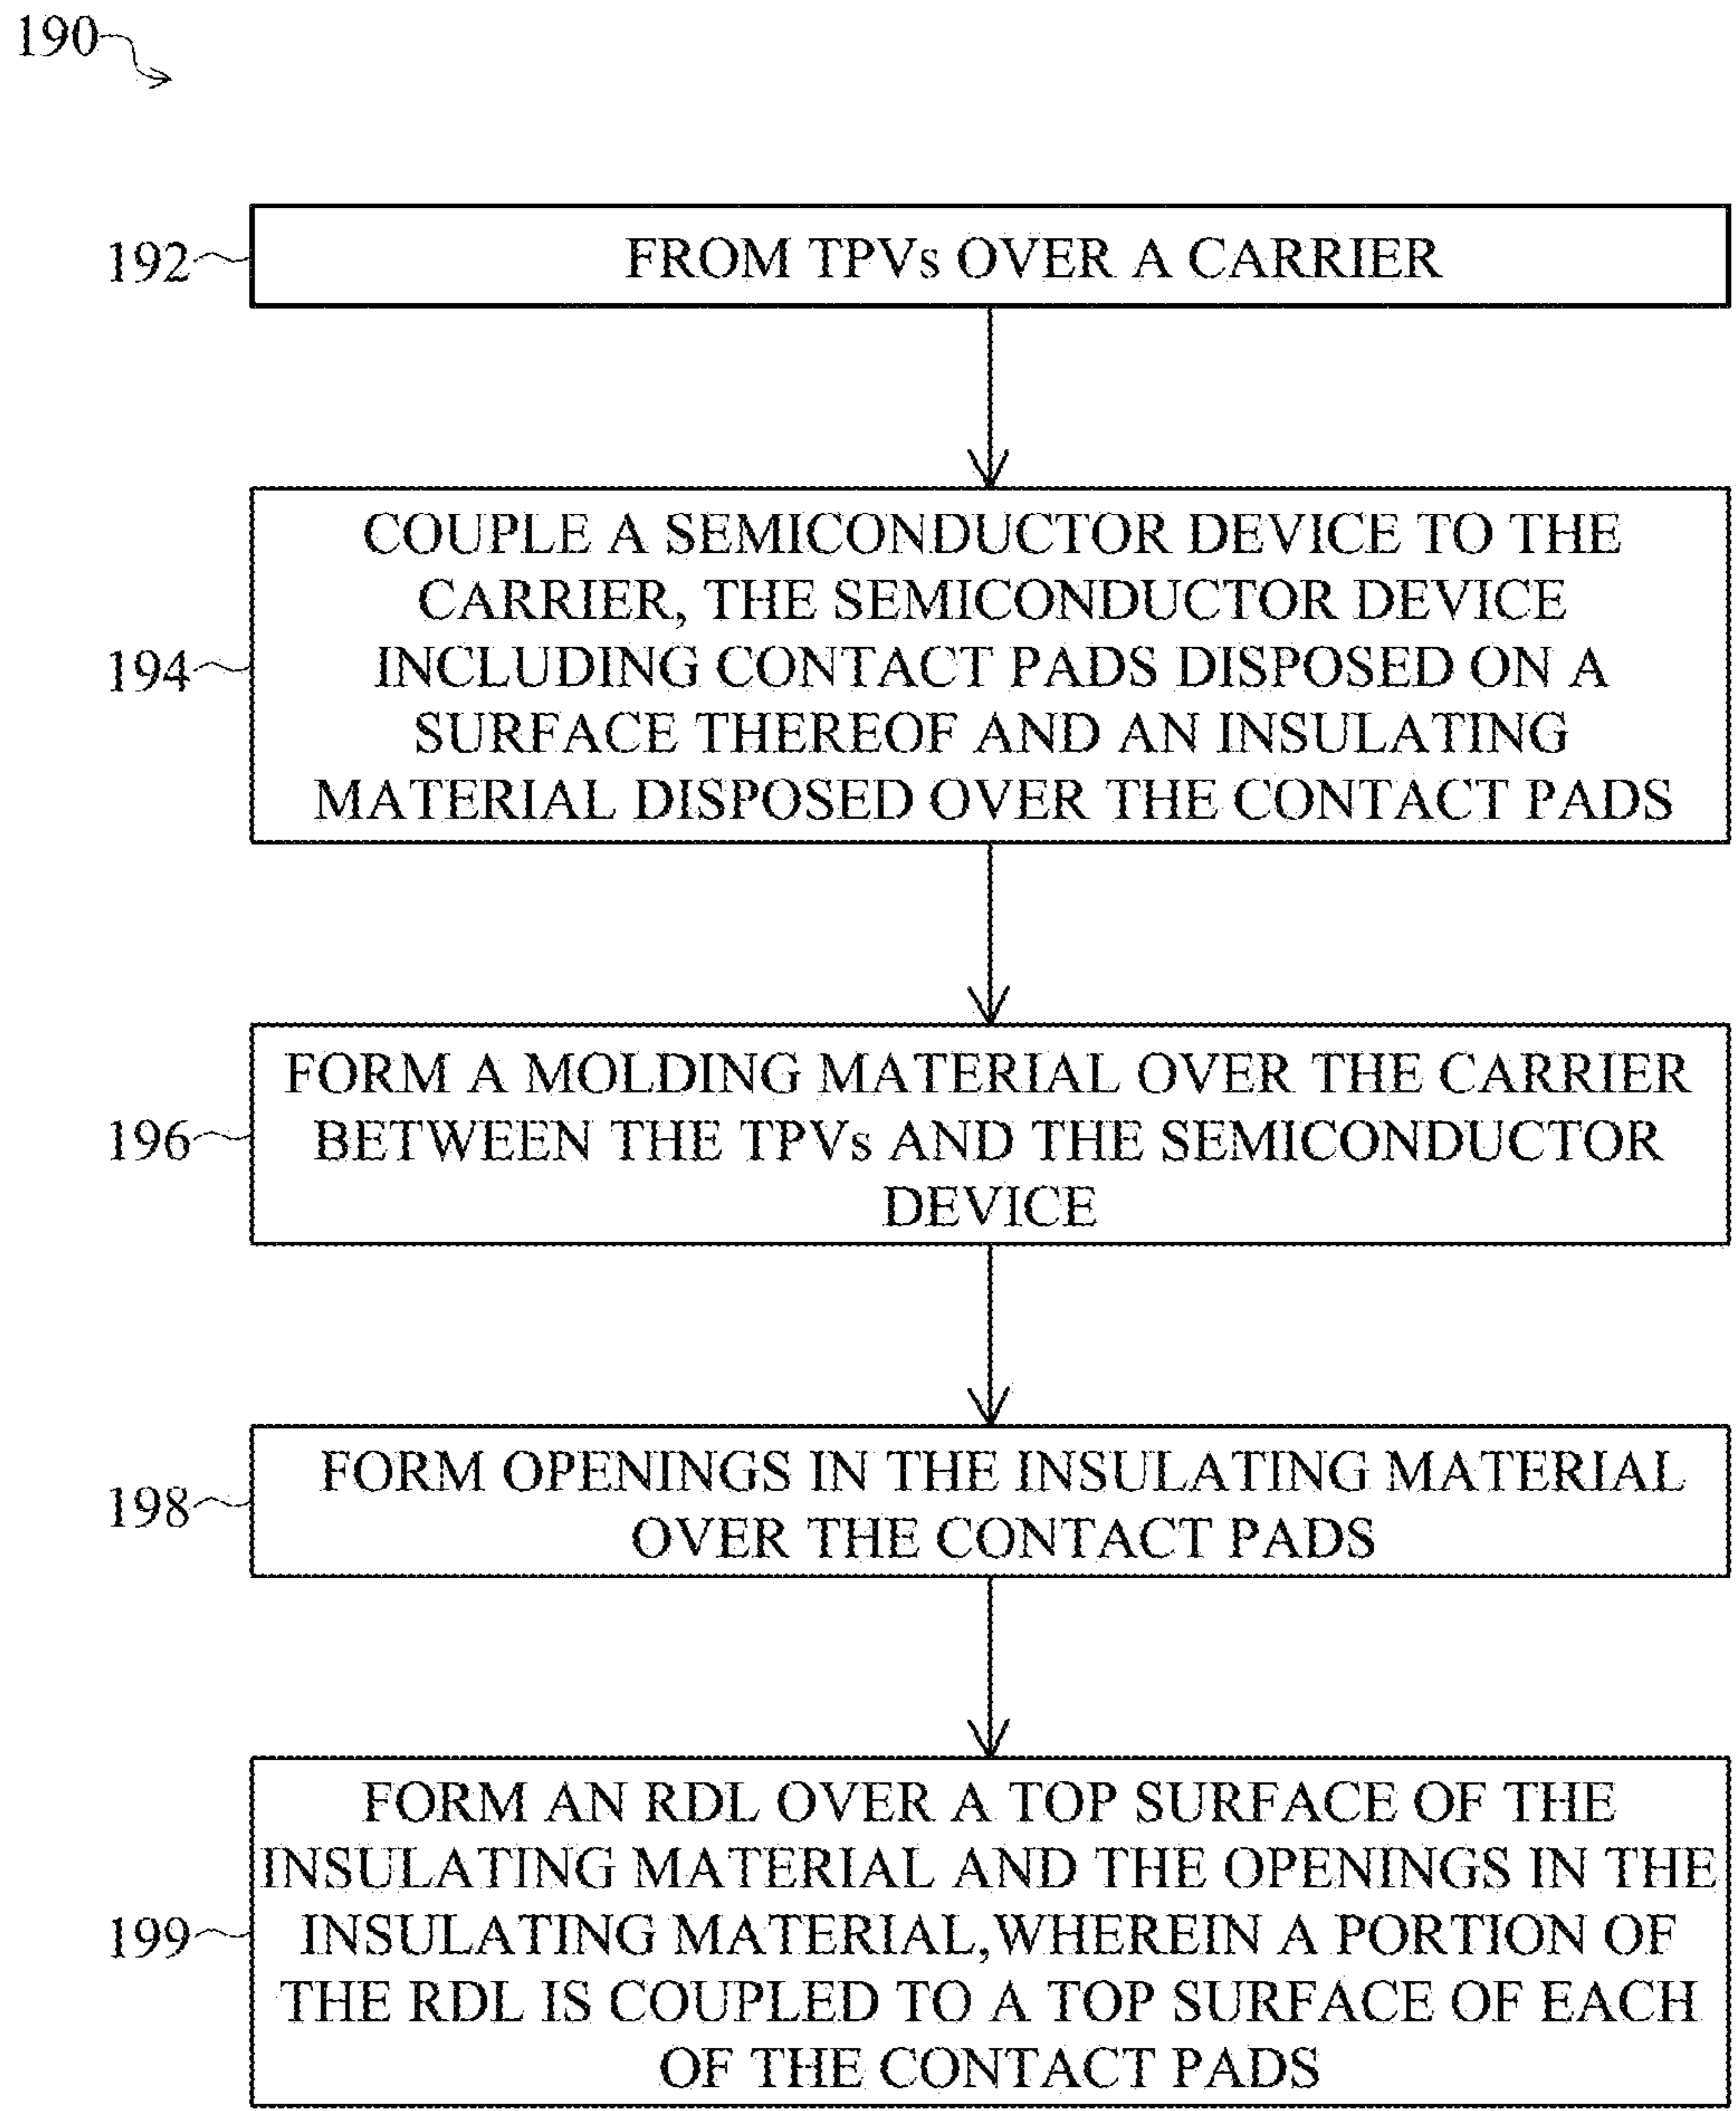 190
192
FROM TPVs OVER A CARRIER
194
COUPLE A SEMICONDUCTOR DEVICE TO THE
CARRIER, THE SEMICONDUCTOR DEVICE
INCLUDING CONTACT PADS DISPOSED ON A
SURFACE THEREOF AND AN INSULATING
MATERIAL DISPOSED OVER THE CONTACT PADS
196
FORM A MOLDING MATERIAL OVER THE CARRIER
BETWEEN THE TPVs AND THE SEMICONDUCTOR
DEVICE
198
FORM OPENINGS IN THE INSULATING MATERIAL
OVER THE CONTACT PADS
199
FORM AN RDL OVER A TOP SURFACE OF THE
INSULATING MATERIAL AND THE OPENINGS IN THE
INSULATING MATERIAL,WHEREIN A PORTION OF
THE RDL IS COUPLED TO A TOP SURFACE OF EACH
OF THE CONTACT PADS